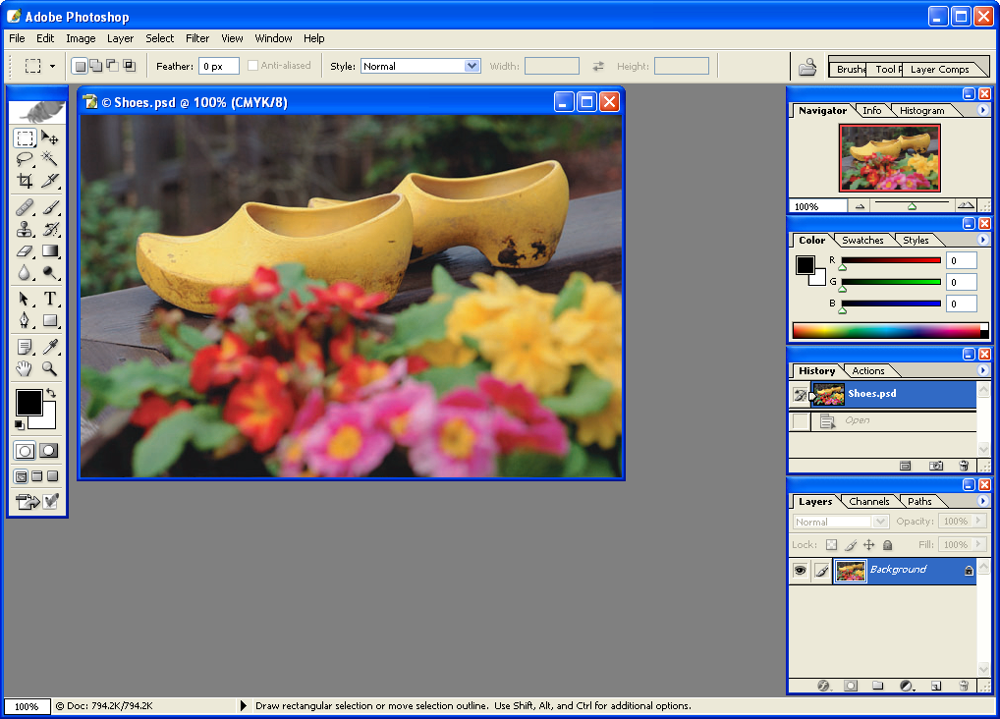 Adobe Photoshop
File Edit Image Layer Select Filter View Window Help
Feather: 0 px Anti-aliased Style: Normal Width: Height: Brushe Tool Layer Comps
© Shoes.psd @ 100% (CMYK/8)
Navigator Info Histogram
100%
Color Swatches Styles
R 0
G 0
B 0
T
History Actions
Shoes.psd
Open
Layers Channels Paths
Normal Opacity: 100%
Lock: Fill: 100%
Background
100% © Doc: 794.2K/794.2K Draw rectangular selection or move selection outline. Use Shift, Alt, and Ctrl for additional options.